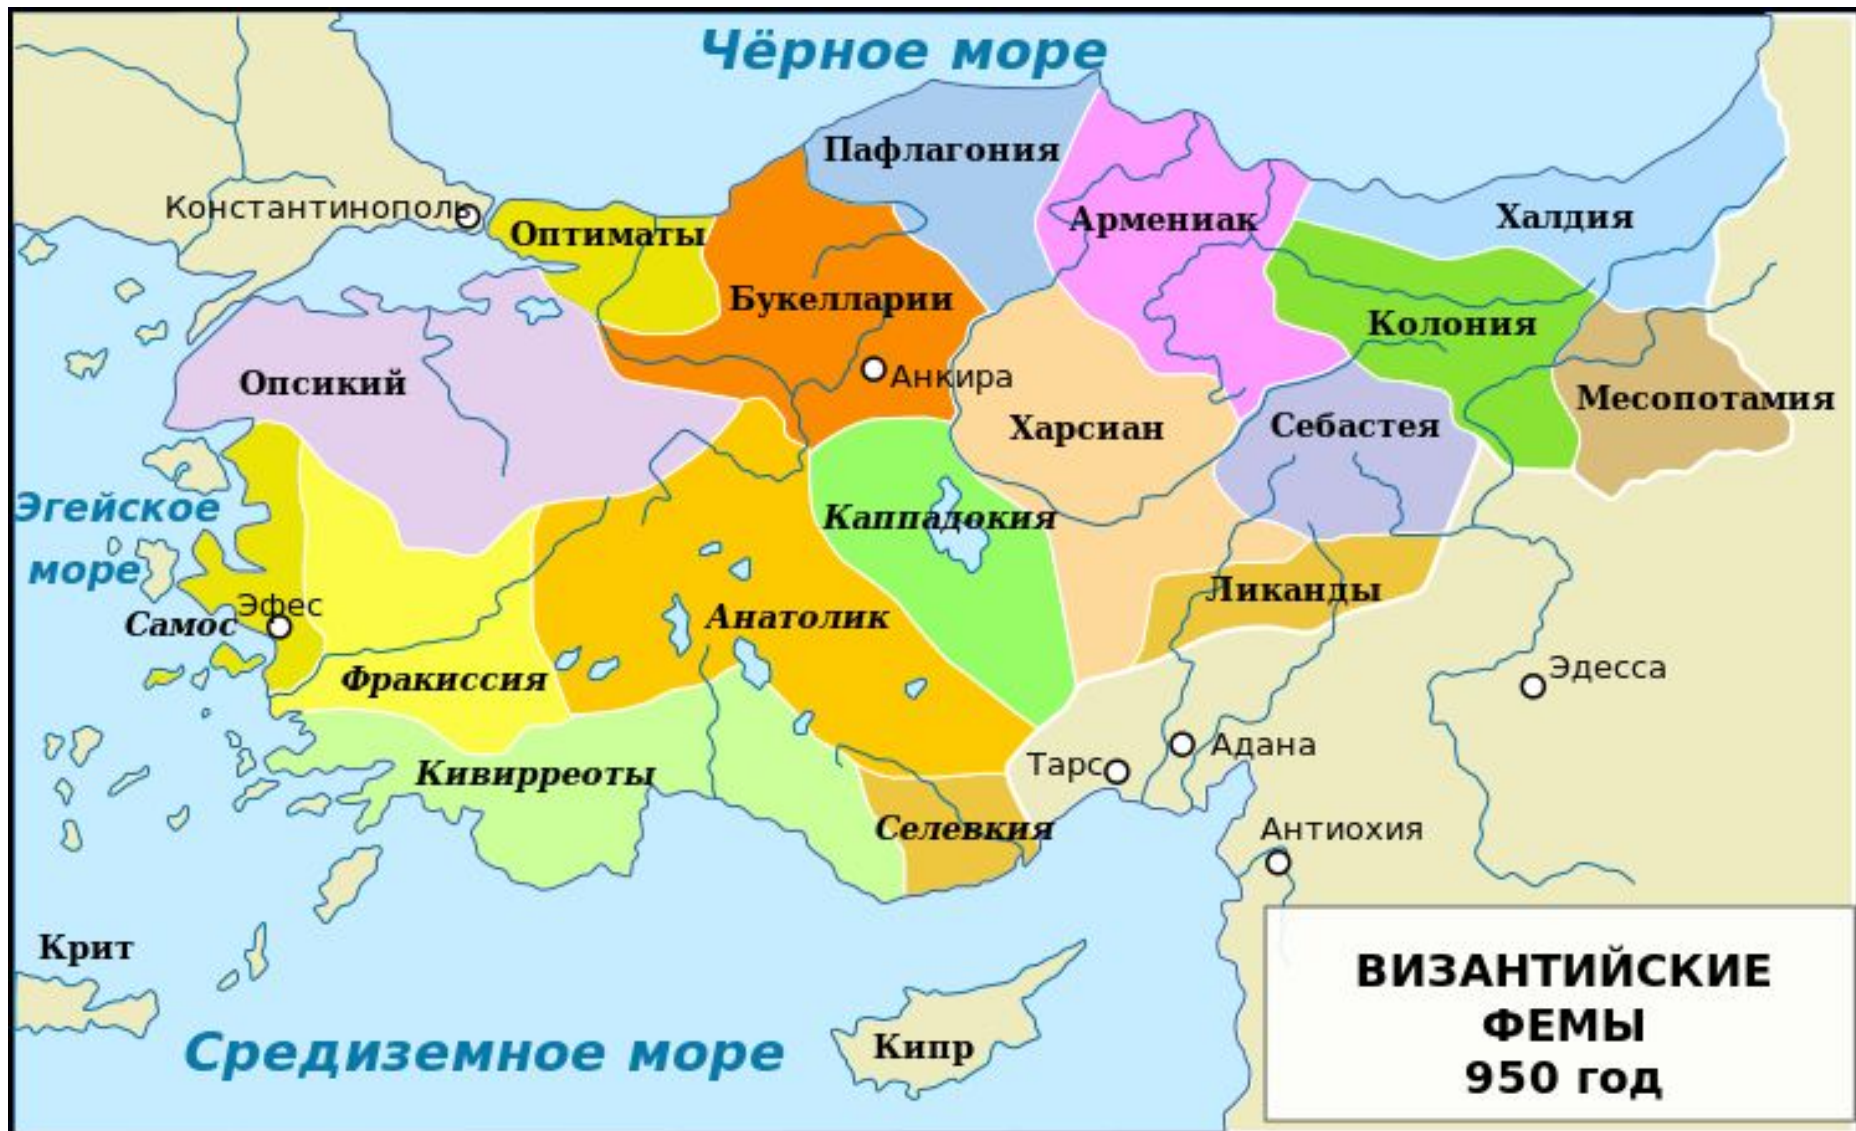 Чёрное море
Пафлагония
Константинополь
Оптиматы
Армениак
Халдия
Букелларии
Колония
Опсикий
Анкира
Месопотамия
Харсиан
Себастея
Эгейское
море
Каппадокия
Ликанды
Эфес
Самос
Анатолик
Фракиссия
Эдесса
Кивирреоты
Тарс
Адана
Селевкия
Антиохия
Крит
Средиземное море
Кипр
ВИЗАНТИЙСКИЕ
ФЕМЫ
950 год